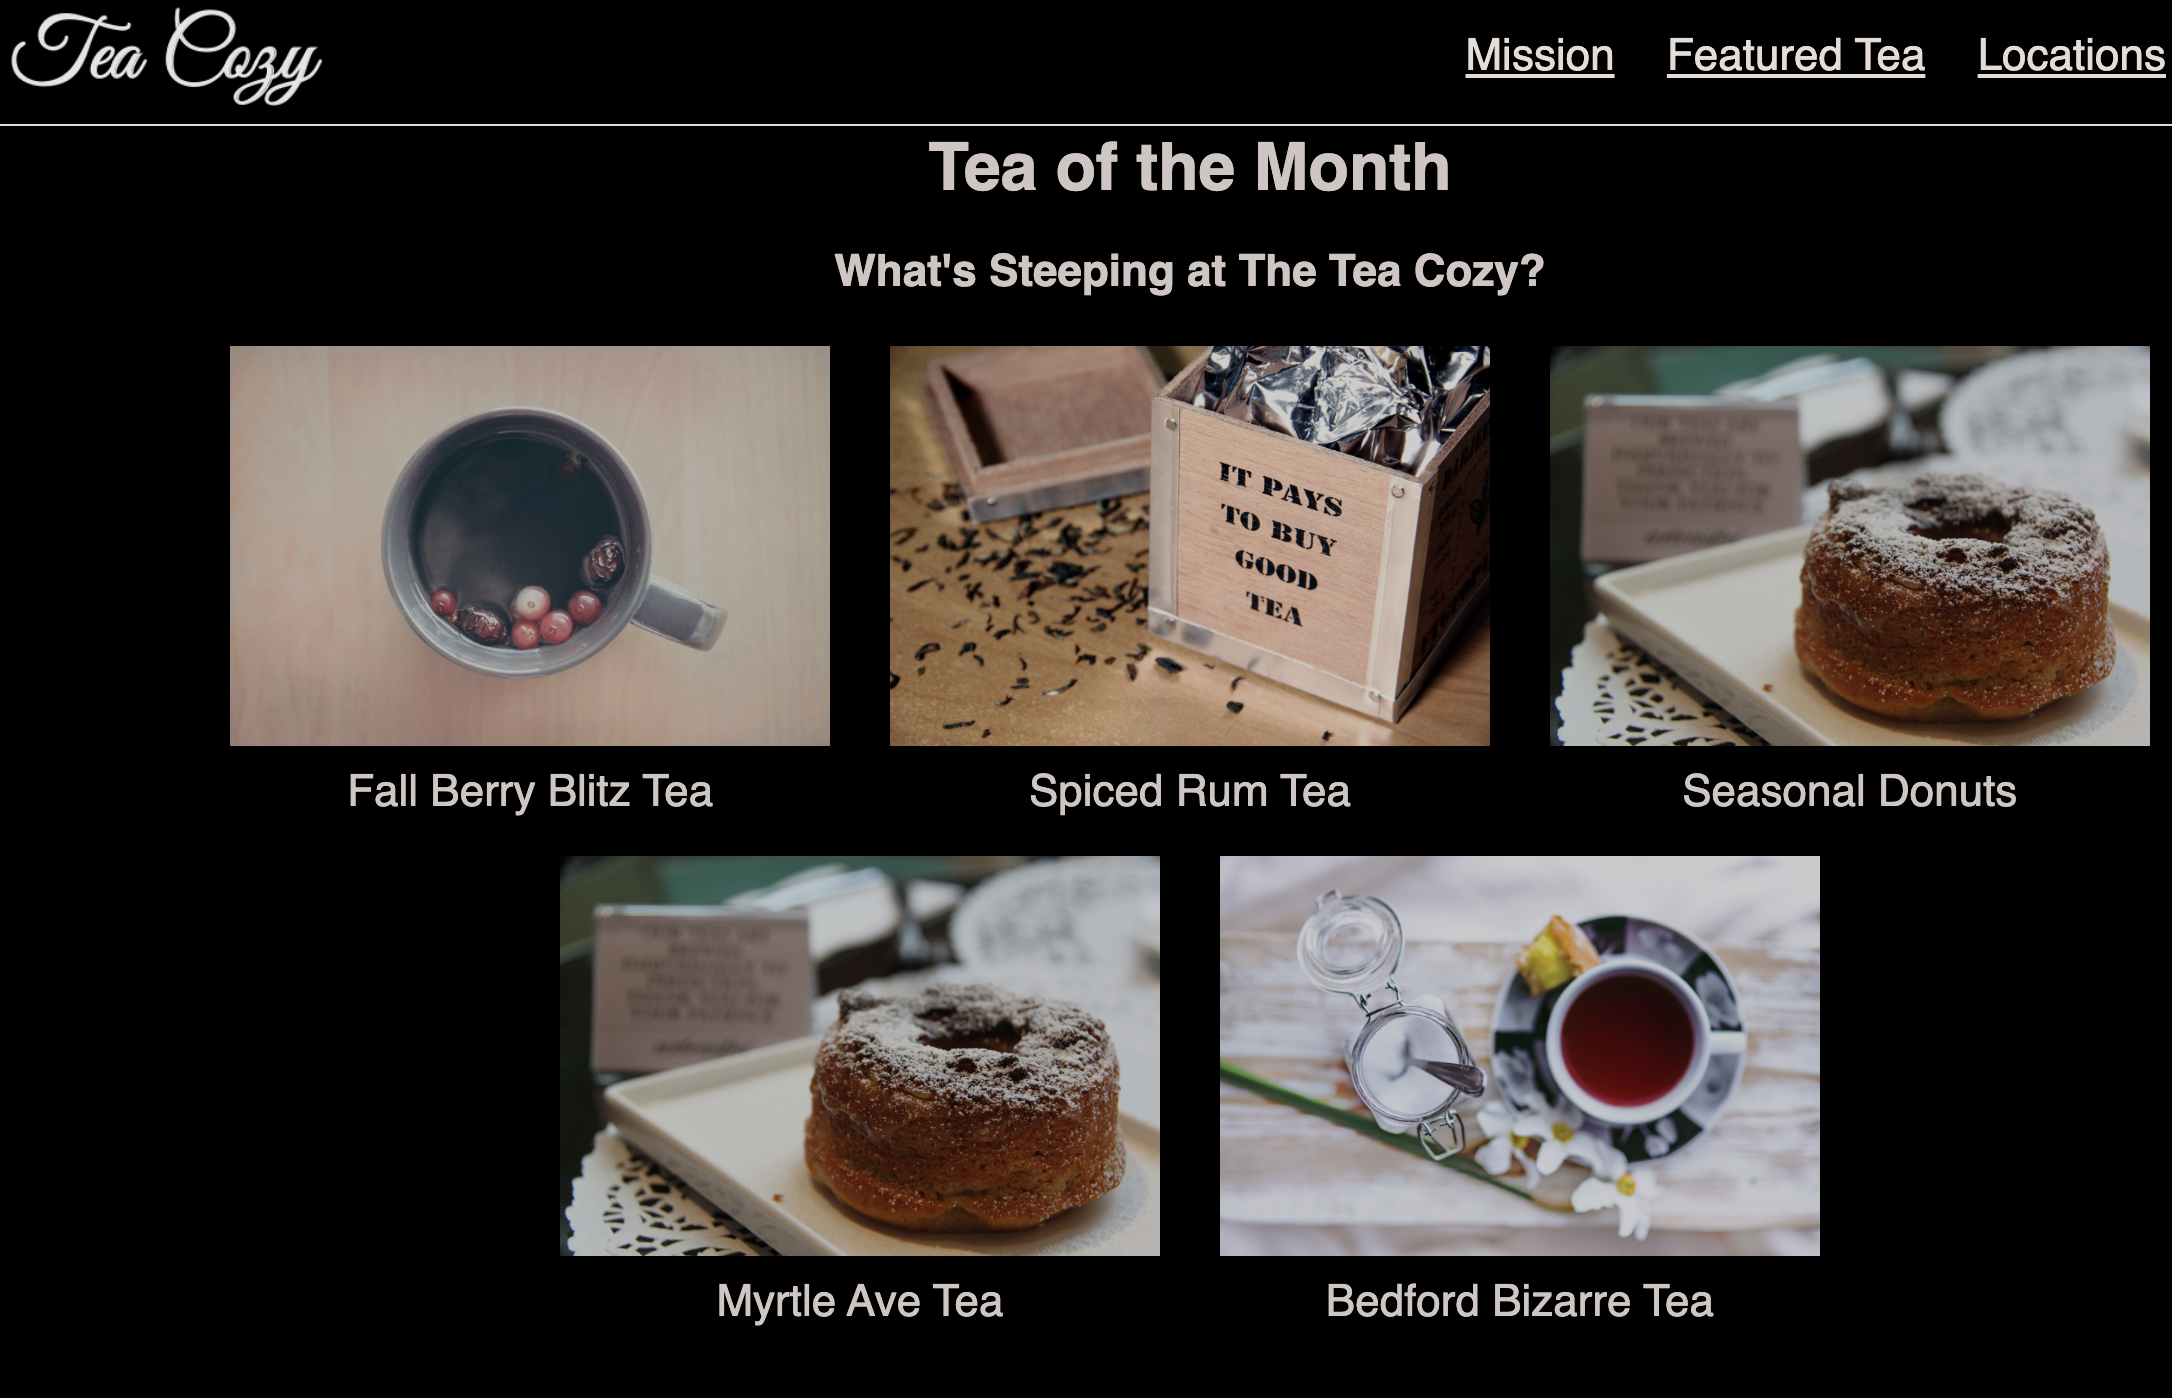 Tea Cozy
Mission Featured Tea Locations
Tea of the Month
What's Steeping at The Tea Cozy?
IT PAYS
TO BUY
GOOD
TEA
Fall Berry Blitz Tea
Spiced Rum Tea
Seasonal Donuts
Myrtle Ave Tea
Bedford Bizarre Tea